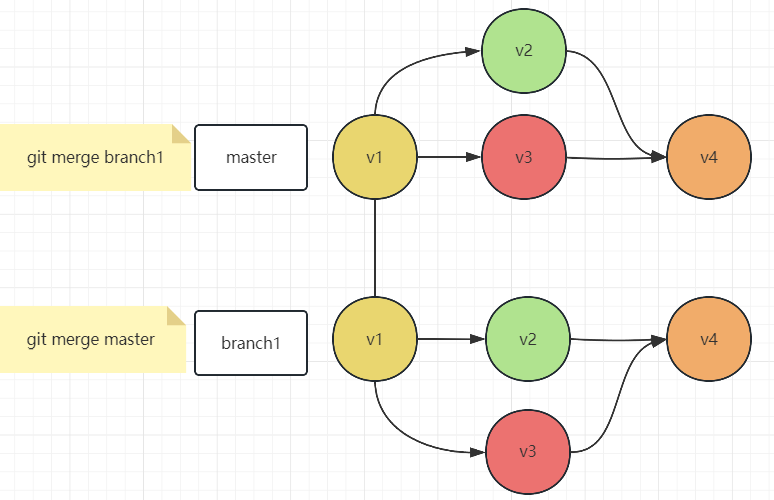 v2
git merge branch1
master
v1
v3
v4
git merge master
branch1
v1
v2
v4
v3